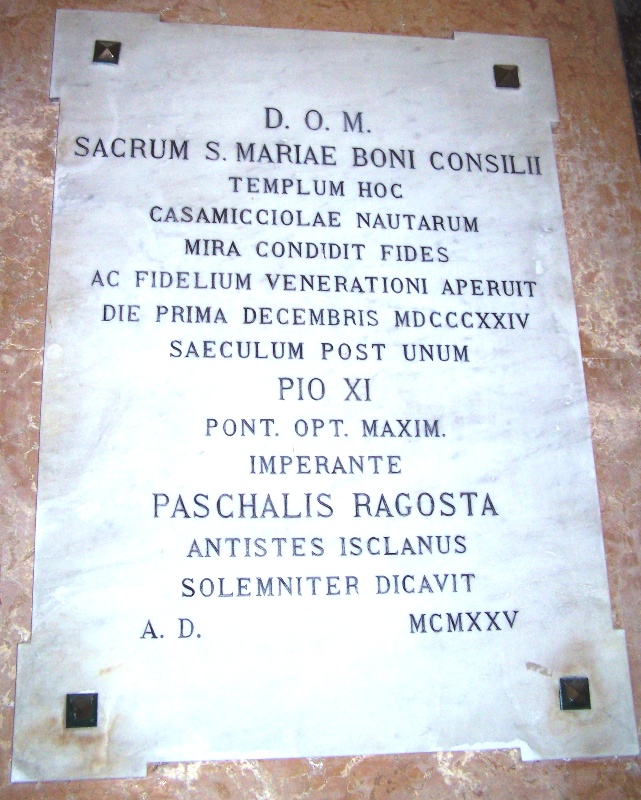 D. O. M.
SACRUM S. MARIAE BONI CONSILII
TEMPLUM HOC
CASAMICCIOLAE NAUTARUM
MIRA CONDIDIT FIDES
AC FIDELIUM VENERATIONI APERUIT
DIE PRIMA DECEMBRIS MDCCCXXIV
SAECULUM POST UNUM
PIO XI
PONT. OPT. MAXIM.
IMPERANTE
PASCHALIS RAGOSTA
ANTISTES ISCLANUS
SOLEMNITER DICAVIT
A. D. MCMXXV